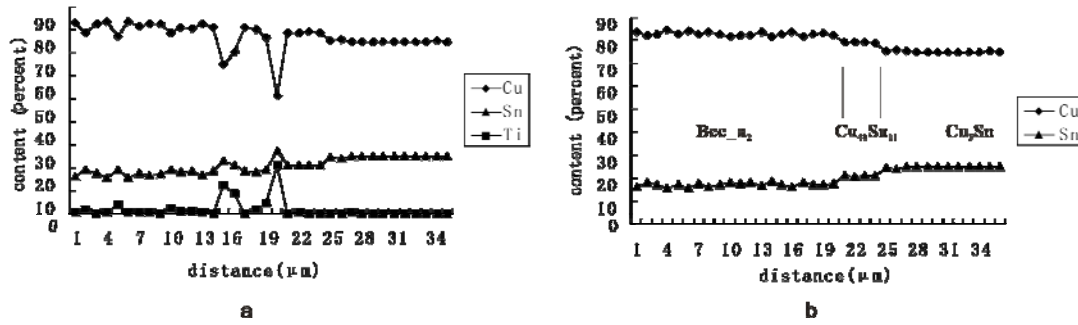 90
80
70
60
50
40
30
20
10
0
content (percent)
1 4 7 10 13 16 19 22 25 28 31 34
distance(μm)
Cu
Sn
Ti
a
90
80
70
60
50
40
30
20
10
0
content (percent)
Bcc_a₂
Cu₄₁Sn₁₁
Cu₃Sn
1 4 7 10 13 16 19 22 25 28 31 34
distance(μm)
Cu
Sn
b